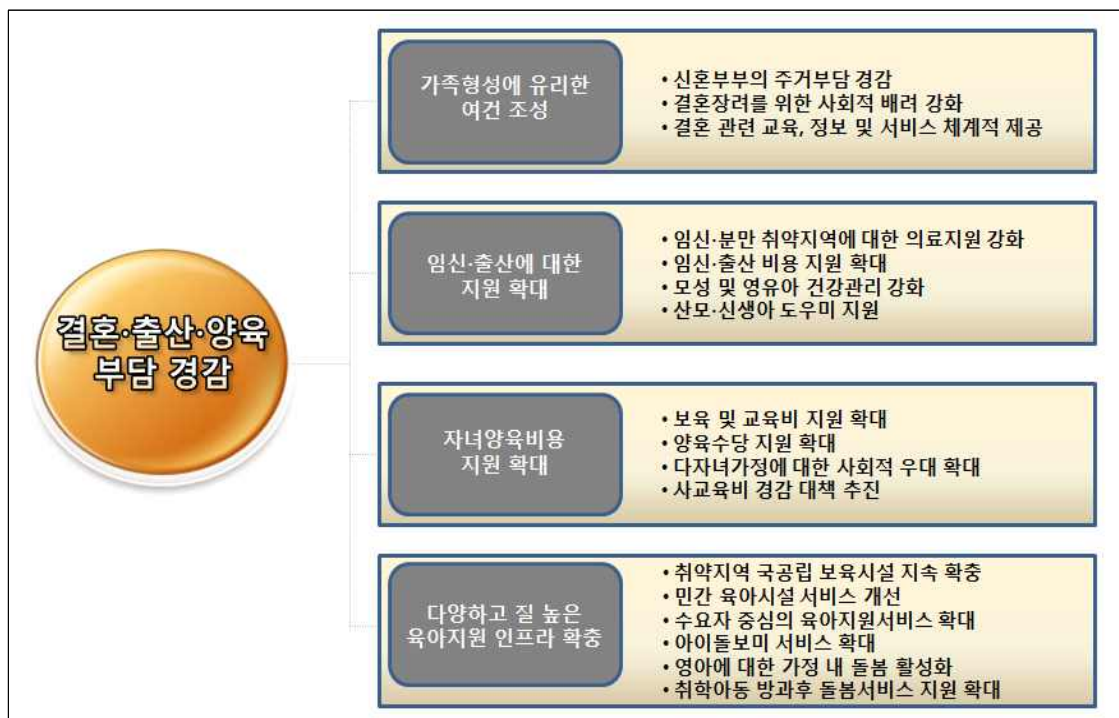 결혼·출산·양육
부담 경감
가족형성에 유리한
여건 조성
• 신혼부부의 주거부담 경감
• 결혼장려를 위한 사회적 배려 강화
• 결혼 관련 교육, 정보 및 서비스 체계적 제공
임신·출산에 대한
지원 확대
• 임신·분만 취약지역에 대한 의료지원 강화
• 임신·출산 비용 지원 확대
• 모성 및 영유아 건강관리 강화
• 산모·신생아 도우미 지원
자녀양육비용
지원 확대
• 보육 및 교육비 지원 확대
• 양육수당 지원 확대
• 다자녀가정에 대한 사회적 우대 확대
• 사교육비 경감 대책 추진
다양하고 질 높은
육아지원 인프라 확충
• 취약지역 국공립 보육시설 지속 확충
• 민간 육아시설 서비스 개선
• 수요자 중심의 육아지원서비스 확대
• 아이돌보미 서비스 확대
• 영아에 대한 가정 내 돌봄 활성화
• 취학아동 방과후 돌봄서비스 지원 확대